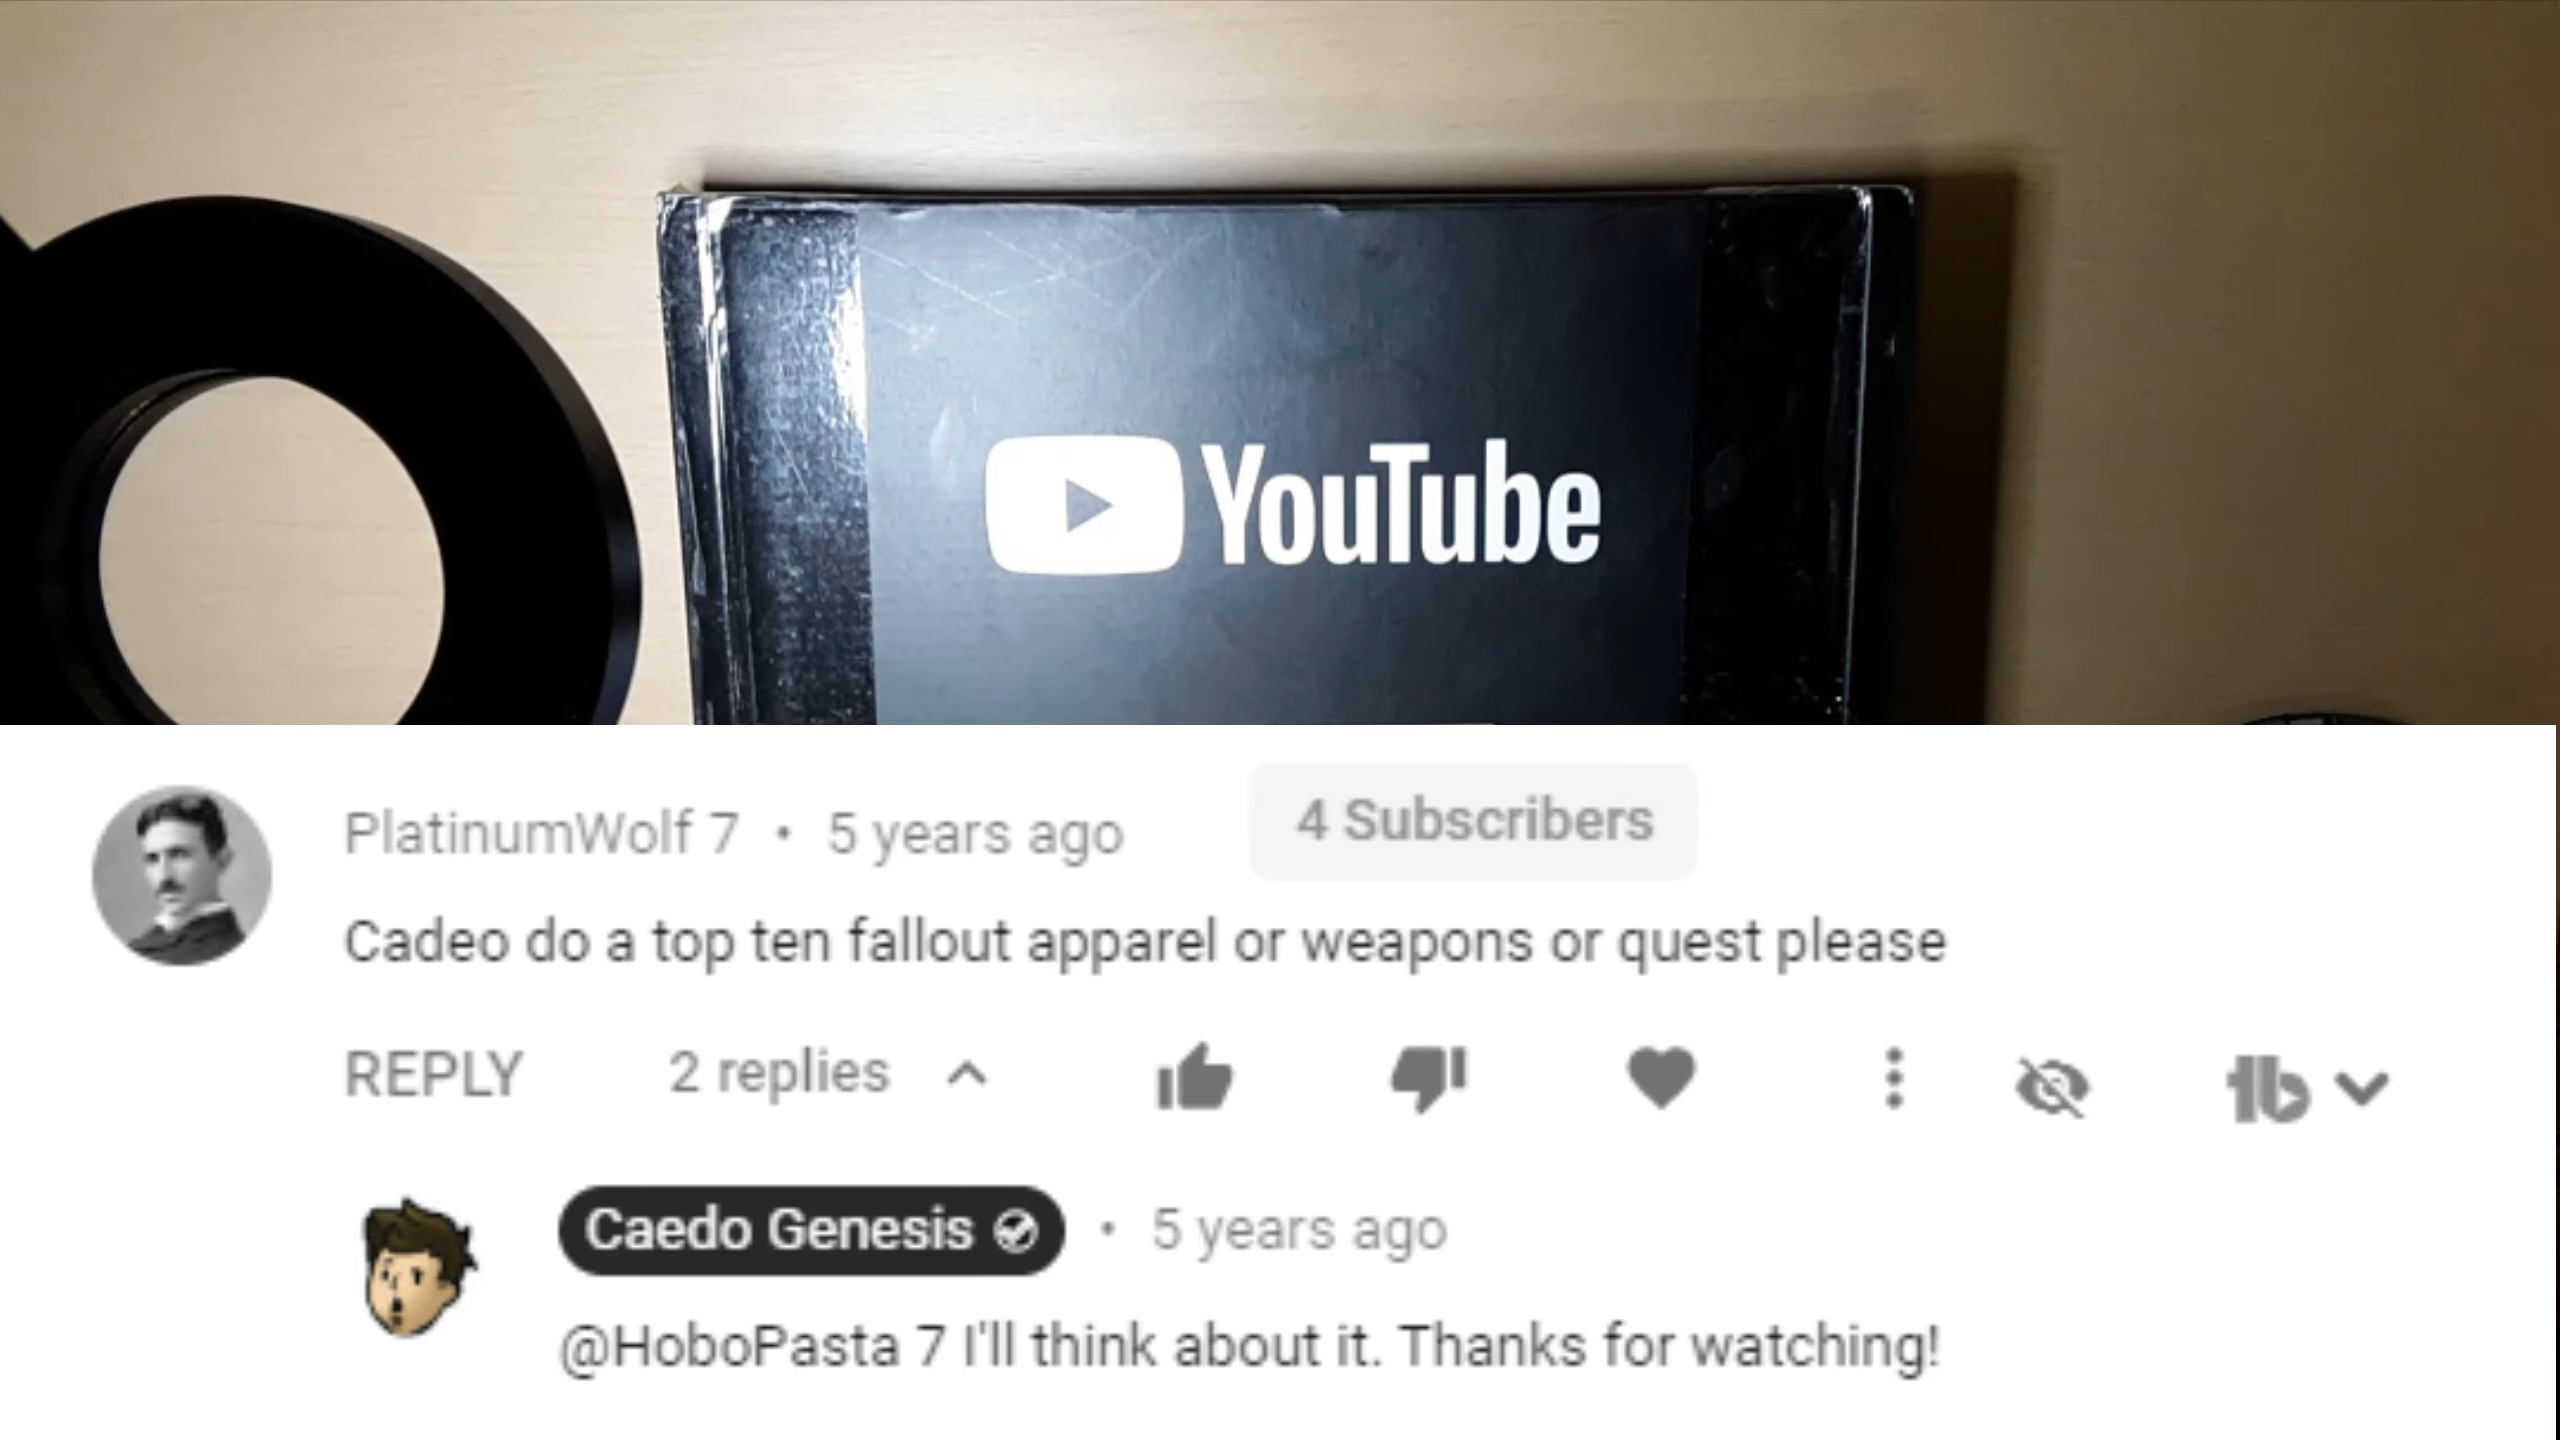 YouTube
PlatinumWolf 7 • 5 years ago 4 Subscribers
Cadeo do a top ten fallout apparel or weapons or quest please
REPLY 2 replies
Caedo Genesis • 5 years ago
@HoboPasta 7 I'll think about it. Thanks for watching!